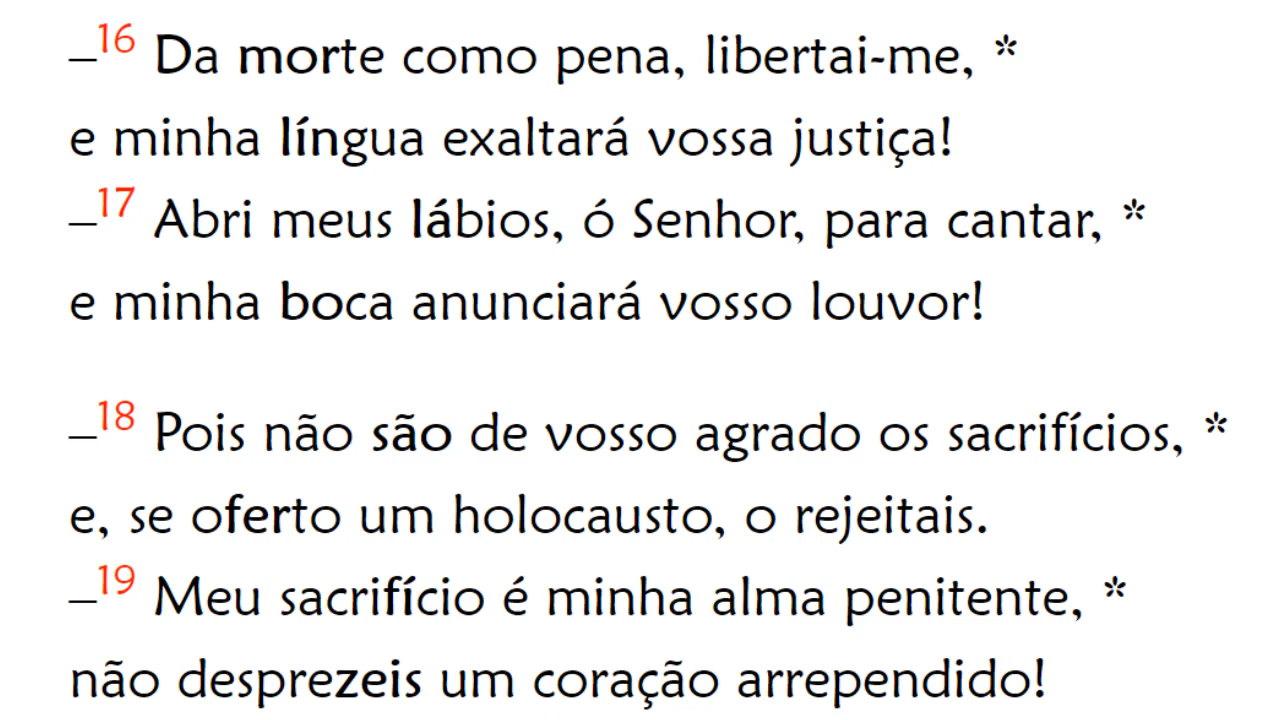 –16 Da morte como pena, libertai-me, *
e minha língua exaltará vossa justiça!
–17 Abri meus lábios, ó Senhor, para cantar, *
e minha boca anunciará vosso louvor!
–18 Pois não são de vosso agrado os sacrifícios, *
e, se oferto um holocausto, o rejeitais.
–19 Meu sacrifício é minha alma penitente, *
não desprezeis um coração arrependido!